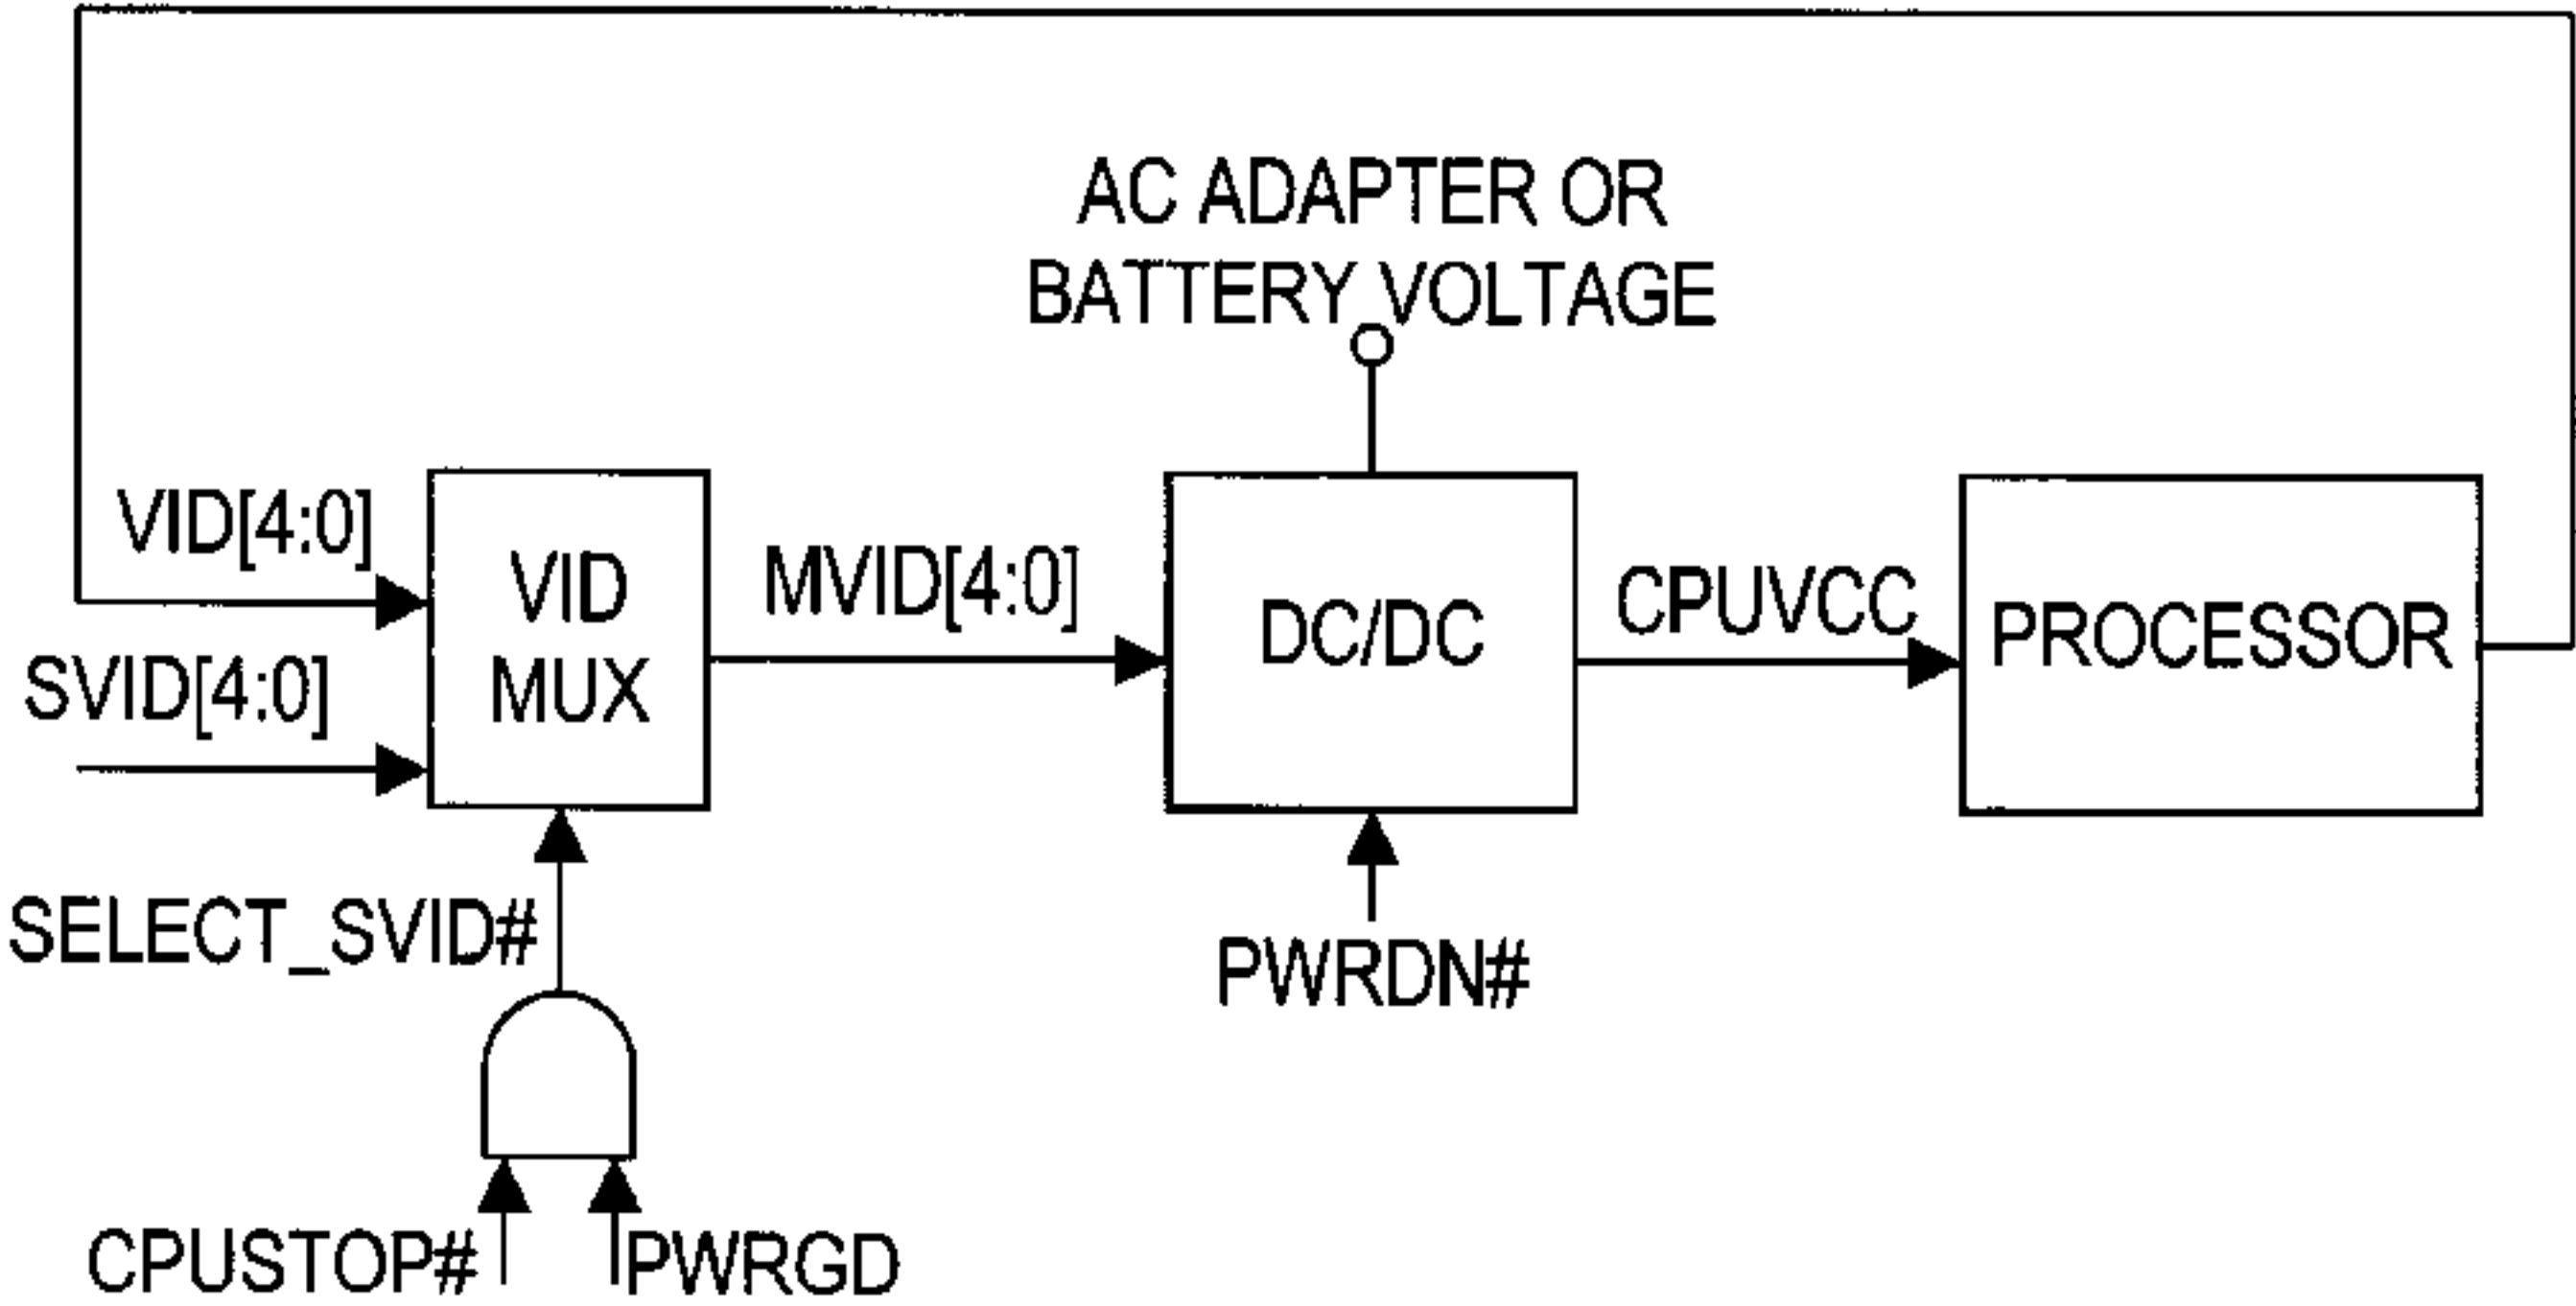 AC ADAPTER OR
BATTERY VOLTAGE
VID[4:0]
SVID[4:0]
VID
MUX
MVID[4:0]
DC/DC
CPUVCC
PROCESSOR
SELECT_SVID#
PWRDN#
CPUSTOP#
PWRGD